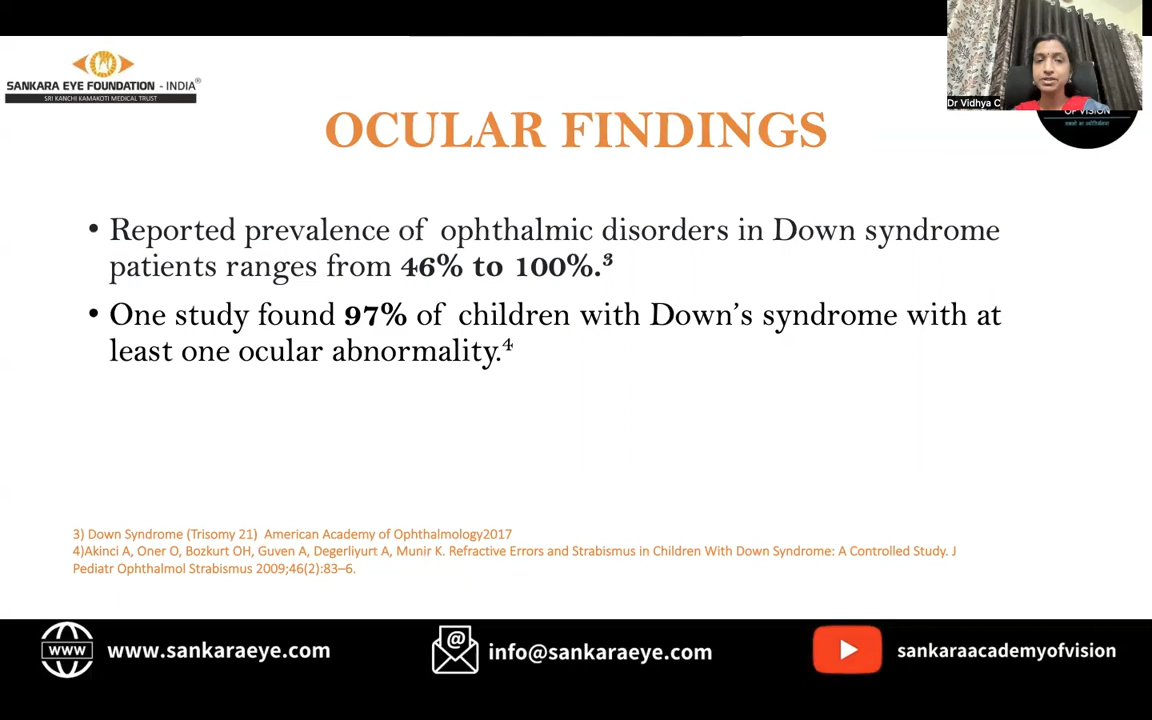 SANKARA EYE FOUNDATION - INDIA®
SRI KANCHI KAMAKOTI MEDICAL TRUST
Dr Vidhya C
OF VISION
OCULAR FINDINGS
• Reported prevalence of ophthalmic disorders in Down syndrome
patients ranges from 46% to 100%.³
• One study found 97% of children with Down’s syndrome with at
least one ocular abnormality.⁴
3) Down Syndrome (Trisomy 21) American Academy of Ophthalmology2017
4)Akinci A, Oner O, Bozkurt OH, Guven A, Degerliyurt A, Munir K. Refractive Errors and Strabismus in Children With Down Syndrome: A Controlled Study. J
Pediatr Ophthalmol Strabismus 2009;46(2):83–6.
WWW www.sankaraeye.com
@ info@sankaraeye.com
sankaraacademyofvision